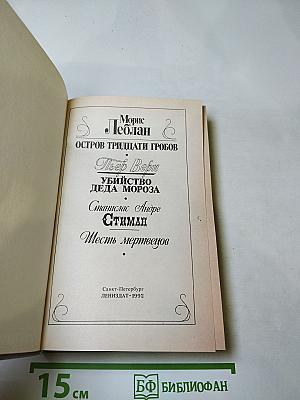 Морис
Леблан
ОСТРОВ ТРИДЦАТИ ГРОБОВ
Пьер Вери
УБИЙСТВО
ДЕДА МОРОЗА
Станислас Андре
Стиман
Шесть мертвецов
Санкт-Петербург
ЛЕНИЗДАТ·1992
15 см
БФ БИБЛИОФАН